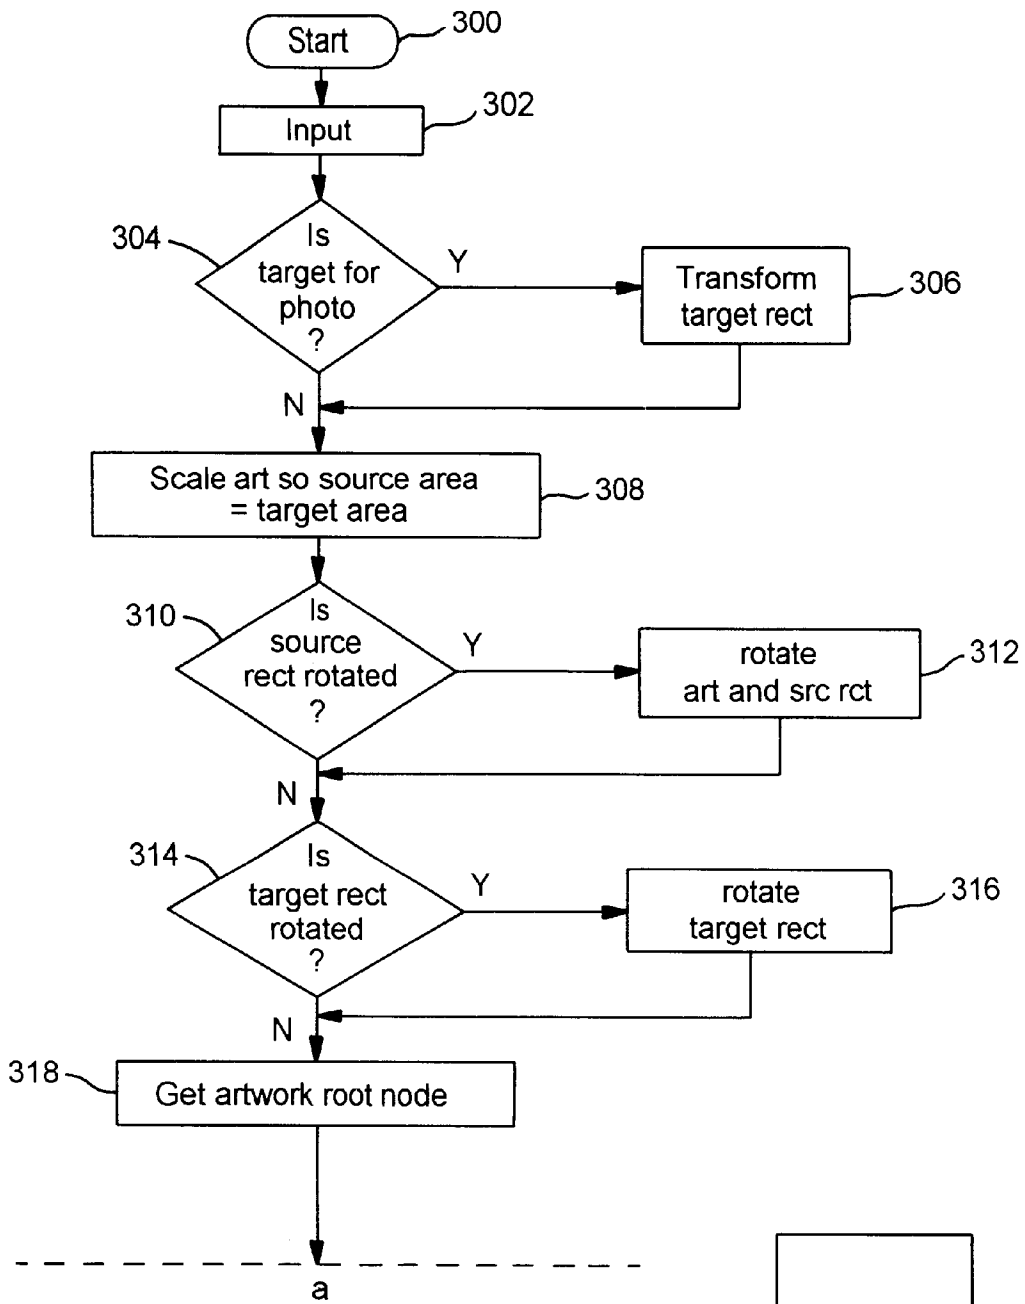 Start
300
Input
302
304
Is
target for
photo
?
Y
Transform
target rect
306
N
Scale art so source area
= target area
308
310
Is
source
rect rotated
?
Y
rotate
art and src rct
312
N
314
Is
target rect
rotated
?
Y
rotate
target rect
316
N
318
Get artwork root node
a